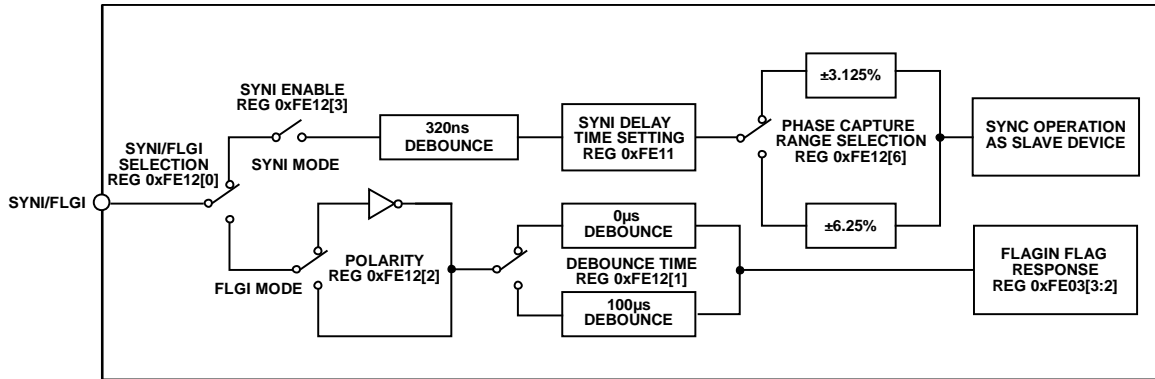 SYNI/FLGI
SYNI/FLGI
SELECTION
REG 0xFE12[0]
SYNI ENABLE
REG 0xFE12[3]
SYNI MODE
320ns
DEBOUNCE
SYNI DELAY
TIME SETTING
REG 0xFE11
±3.125%
PHASE CAPTURE
RANGE SELECTION
REG 0xFE12[6]
±6.25%
SYNC OPERATION
AS SLAVE DEVICE
FLGI MODE
POLARITY
REG 0xFE12[2]
0µs
DEBOUNCE
DEBOUNCE TIME
REG 0xFE12[1]
100µs
DEBOUNCE
FLAGIN FLAG
RESPONSE
REG 0xFE03[3:2]